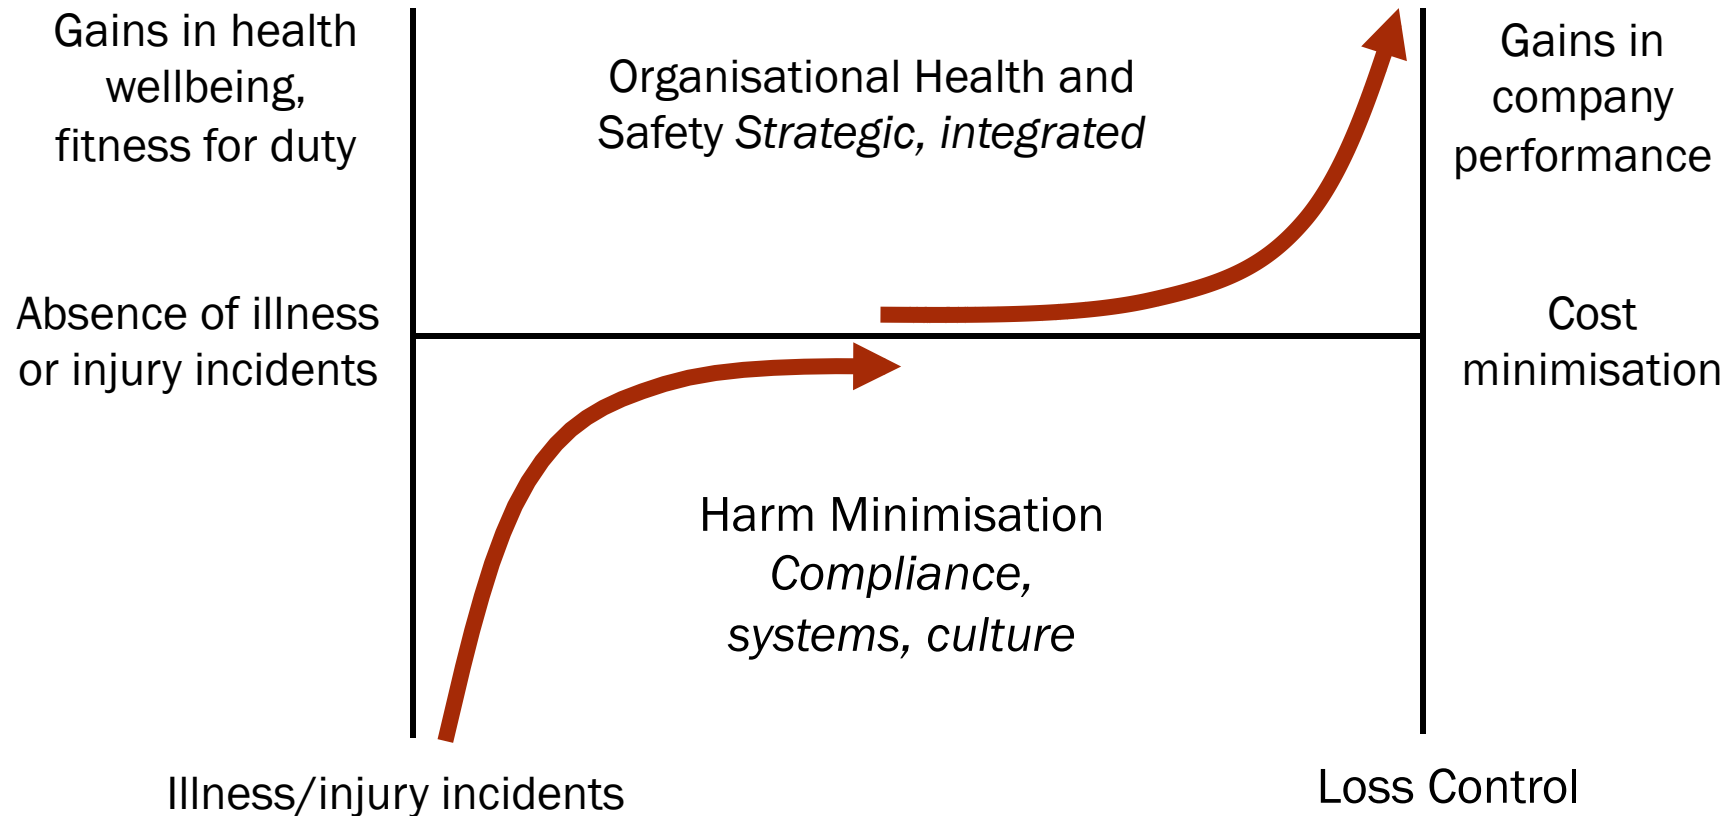 Gains in health
wellbeing,
fitness for duty
Organisational Health and
Safety Strategic, integrated
Gains in
company
performance
Absence of illness
or injury incidents
Cost
minimisation
Harm Minimisation
Compliance,
systems, culture
Illness/injury incidents
Loss Control